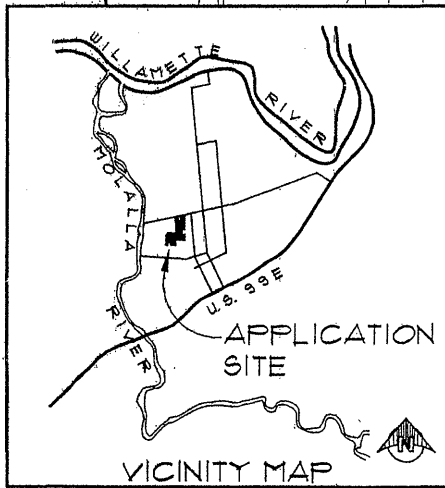 WILLAMETTE
RIVER
MOLALLA
RIVER
U.S. 99E
APPLICATION
SITE
VICINITY MAP
N